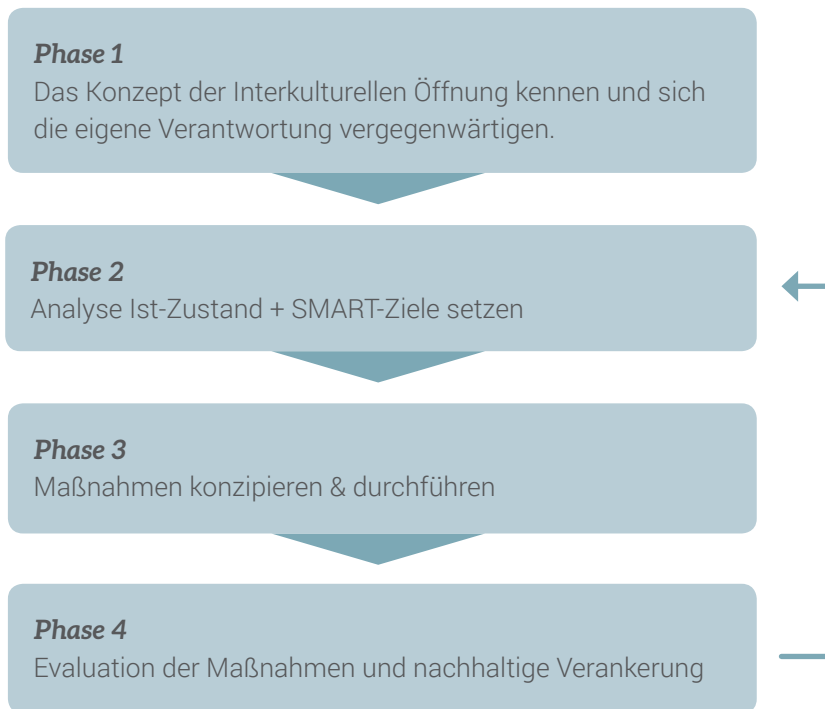 Phase 1
Das Konzept der Interkulturellen Öffnung kennen und sich
die eigene Verantwortung vergegenwärtigen.
Phase 2
Analyse Ist-Zustand + SMART-Ziele setzen
Phase 3
Maßnahmen konzipieren & durchführen
Phase 4
Evaluation der Maßnahmen und nachhaltige Verankerung